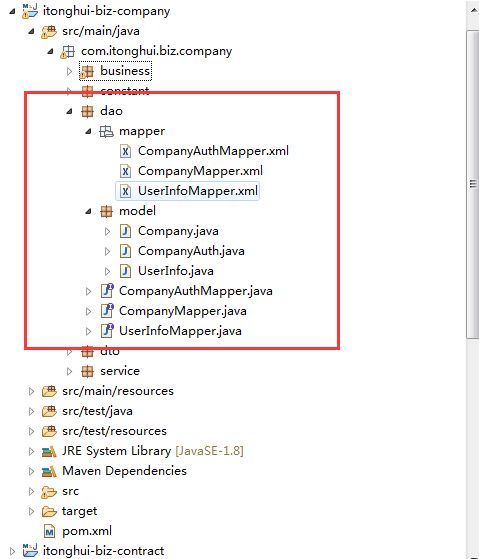 itonghui-biz-company
src/main/java
com.itonghui.biz.company
business
constant
dao
mapper
CompanyAuthMapper.xml
CompanyMapper.xml
UserInfoMapper.xml
model
Company.java
CompanyAuth.java
UserInfo.java
CompanyAuthMapper.java
CompanyMapper.java
UserInfoMapper.java
dto
service
src/main/resources
src/test/java
src/test/resources
JRE System Library [JavaSE-1.8]
Maven Dependencies
src
target
pom.xml
itonghui-biz-contract